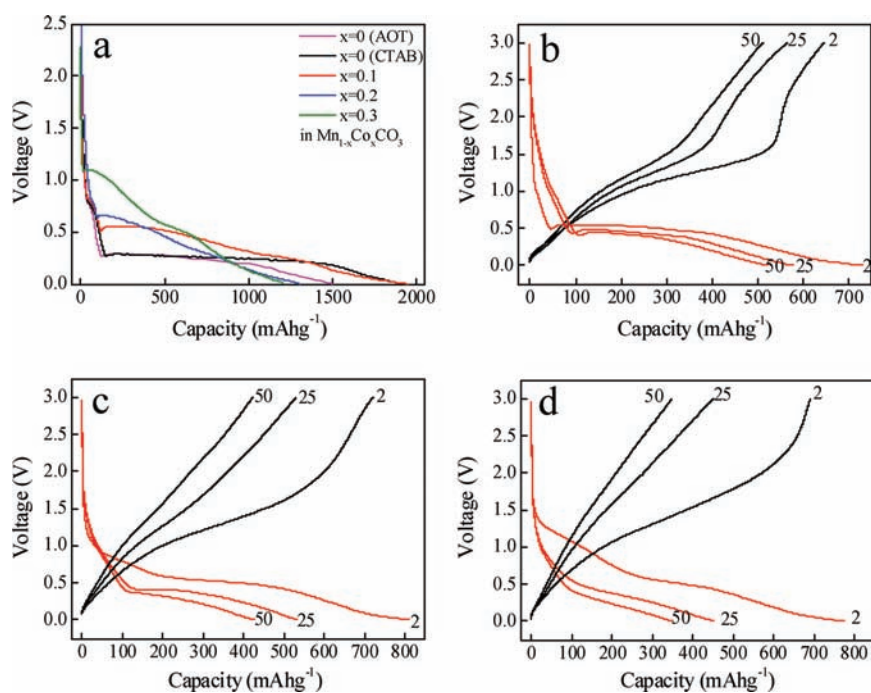 a
x=0 (AOT)
x=0 (CTAB)
x=0.1
x=0.2
x=0.3
in Mn1-xCoxCO3
2.5
2.0
1.5
1.0
0.5
0.0
Voltage (V)
0 500 1000 1500 2000
Capacity (mAhg-1)
b
50 25 2
3.0
2.5
2.0
1.5
1.0
0.5
0.0
Voltage (V)
50 25 2
0 100 200 300 400 500 600 700
Capacity (mAhg-1)
c
50 25 2
3.0
2.5
2.0
1.5
1.0
0.5
0.0
Voltage (V)
50 25 2
0 100 200 300 400 500 600 700 800
Capacity (mAhg-1)
d
50 25 2
3.0
2.5
2.0
1.5
1.0
0.5
0.0
Voltage (V)
50 25 2
0 100 200 300 400 500 600 700 800
Capacity (mAhg-1)